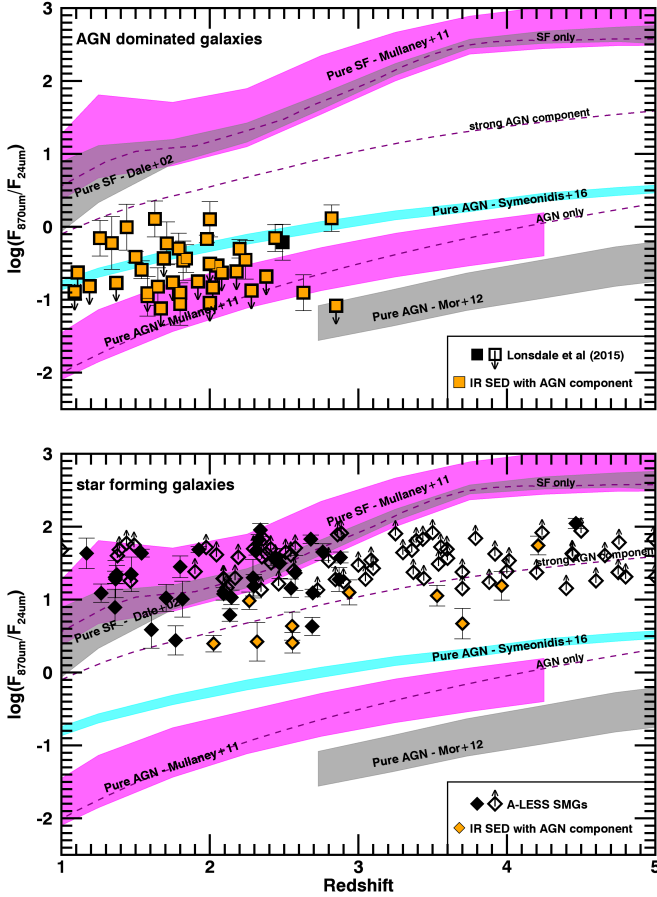 3
AGN dominated galaxies
Pure SF - Mullaney+11
SF only
2
strong AGN component
1
Pure SF - Dale+02
Pure AGN - Symeonidis+16
AGN only
0
log(F870um/F24um)
-1
Pure AGN - Mullaney+11
Pure AGN - Mor+12
Lonsdale et al (2015)
IR SED with AGN component
-2
3
star forming galaxies
Pure SF - Mullaney+11
SF only
2
strong AGN component
1
Pure SF - Dale+02
Pure AGN - Symeonidis+16
AGN only
0
log(F870um/F24um)
-1
Pure AGN - Mullaney+11
Pure AGN - Mor+12
A-LESS SMGs
IR SED with AGN component
-2
1 2 3 4 5
Redshift